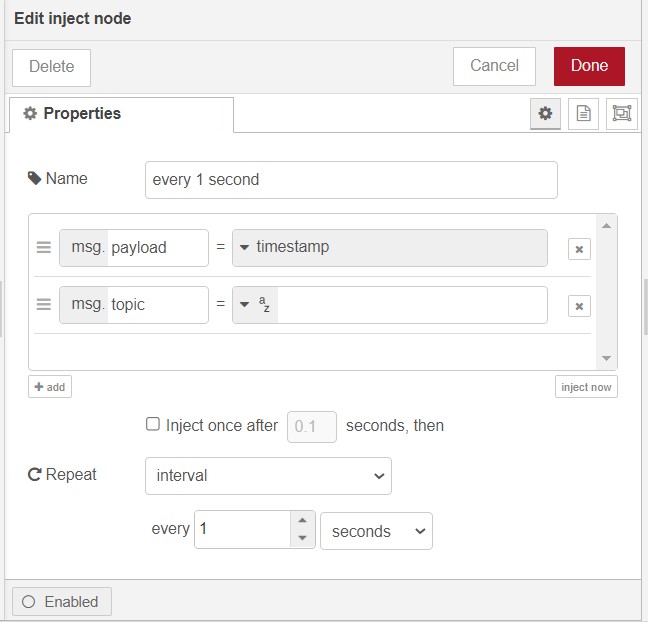 Edit inject node
Delete
Cancel
Done
Properties
Name
every 1 second
msg. payload = timestamp
msg. topic = az
add
inject now
Inject once after 0.1 seconds, then
Repeat
interval
every 1 seconds
Enabled